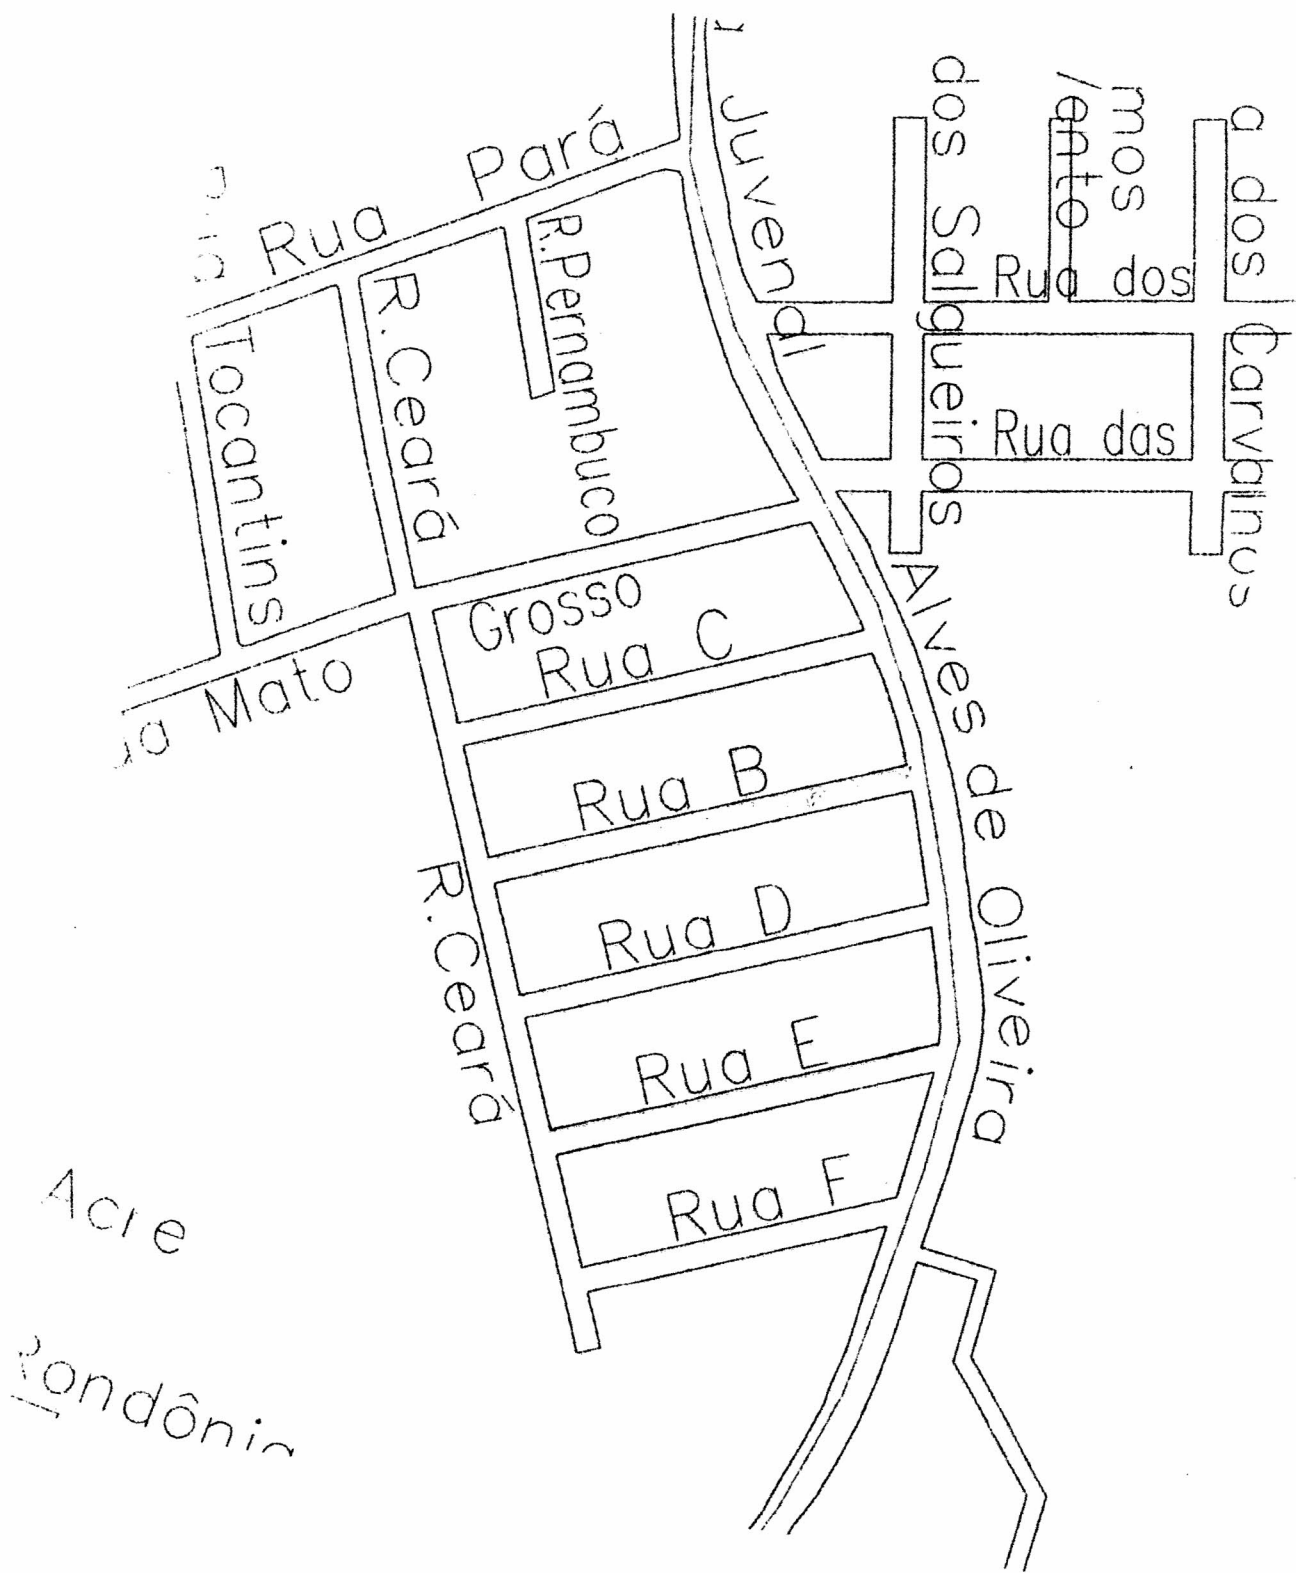 Juvenal
dos Salgueiros
mos
Rua Pará
R.Pernambuco
R.Ceará
Tocantins
Rua dos
Rua das
Carvalhos
a dos
Mato
Grosso
Rua C
Alves de Oliveira
Rua B
Rua D
R.Ceará
Rua E
Rua F
Acre
Rondônia